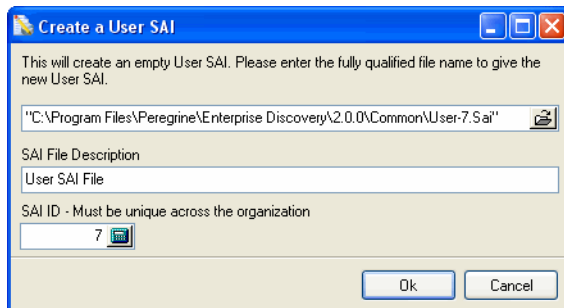 Create a User SAI
This will create an empty User SAI. Please enter the fully qualified file name to give the
new User SAI.
"C:\Program Files\Peregrine\Enterprise Discovery\2.0.0\Common\User-7.Sai"
SAI File Description
User SAI File
SAI ID - Must be unique across the organization
7
Ok Cancel